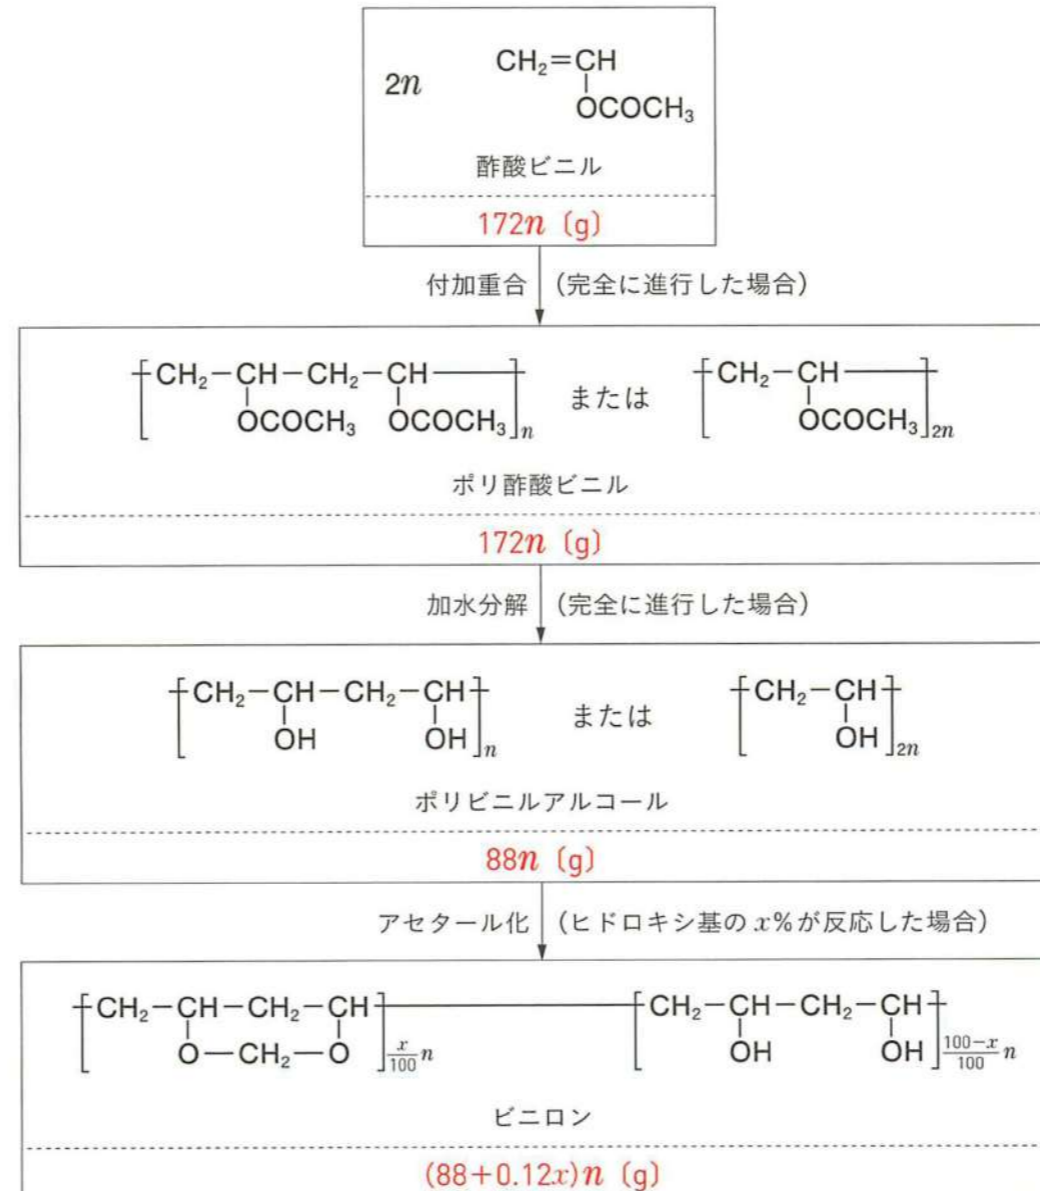 2n CH₂=CH
OCOCH₃
酢酸ビニル
172n〔g〕
付加重合 (完全に進行した場合)
[CH₂－CH－CH₂－CH]n または [CH₂－CH]2n
OCOCH₃ OCOCH₃ OCOCH₃
ポリ酢酸ビニル
172n〔g〕
加水分解 (完全に進行した場合)
[CH₂－CH－CH₂－CH]n または [CH₂－CH]2n
OH OH OH
ポリビニルアルコール
88n〔g〕
アセタール化 (ヒドロキシ基のx%が反応した場合)
[CH₂－CH－CH₂－CH]x/100 n [CH₂－CH－CH₂－CH]100－x/100 n
O－CH₂－O OH OH
ビニロン
(88＋0.12x)n〔g〕